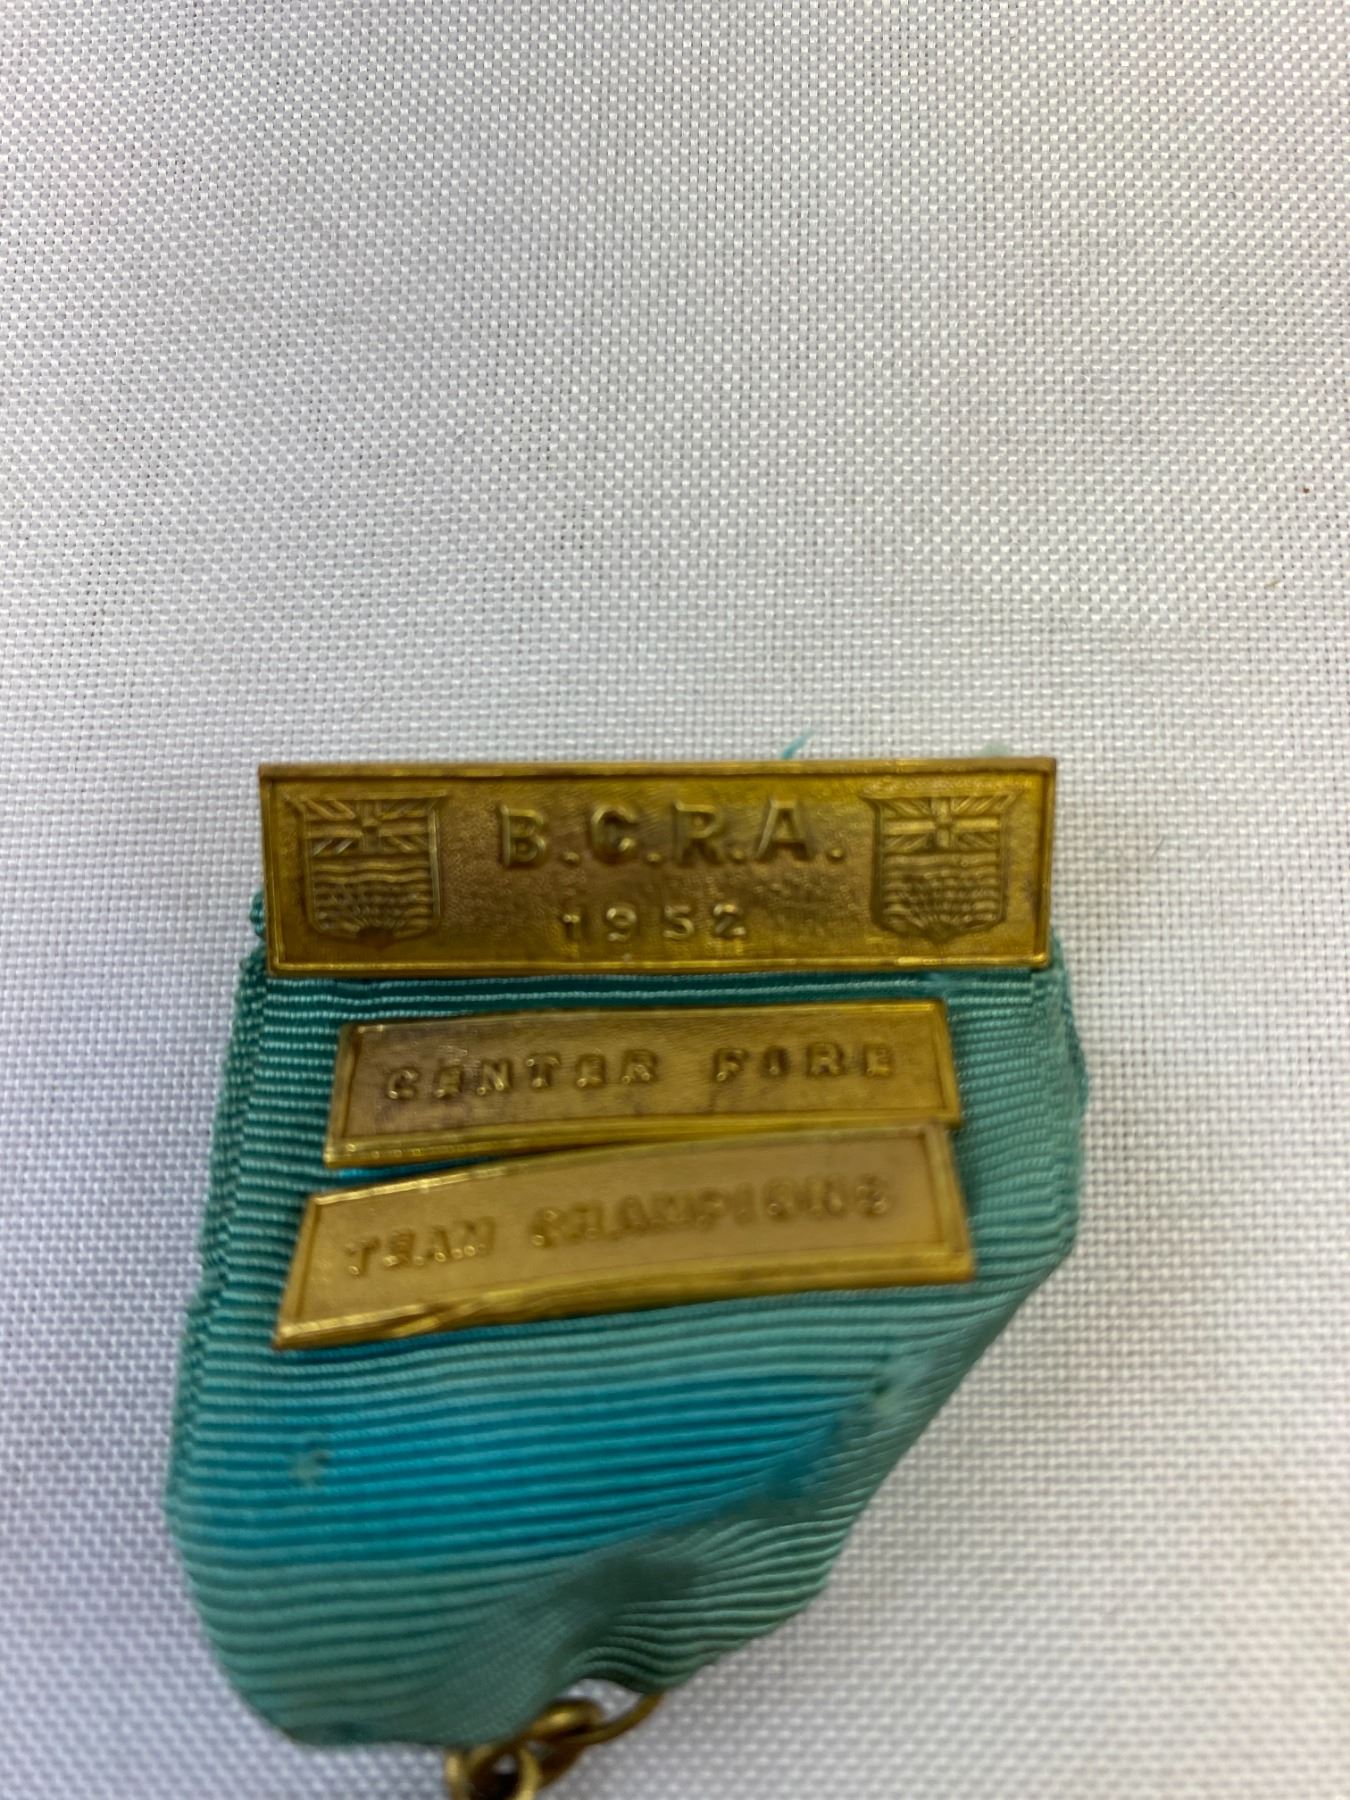 B.C.R.A.
1952
CENTER FIRE
TEAM CHAMPIONS